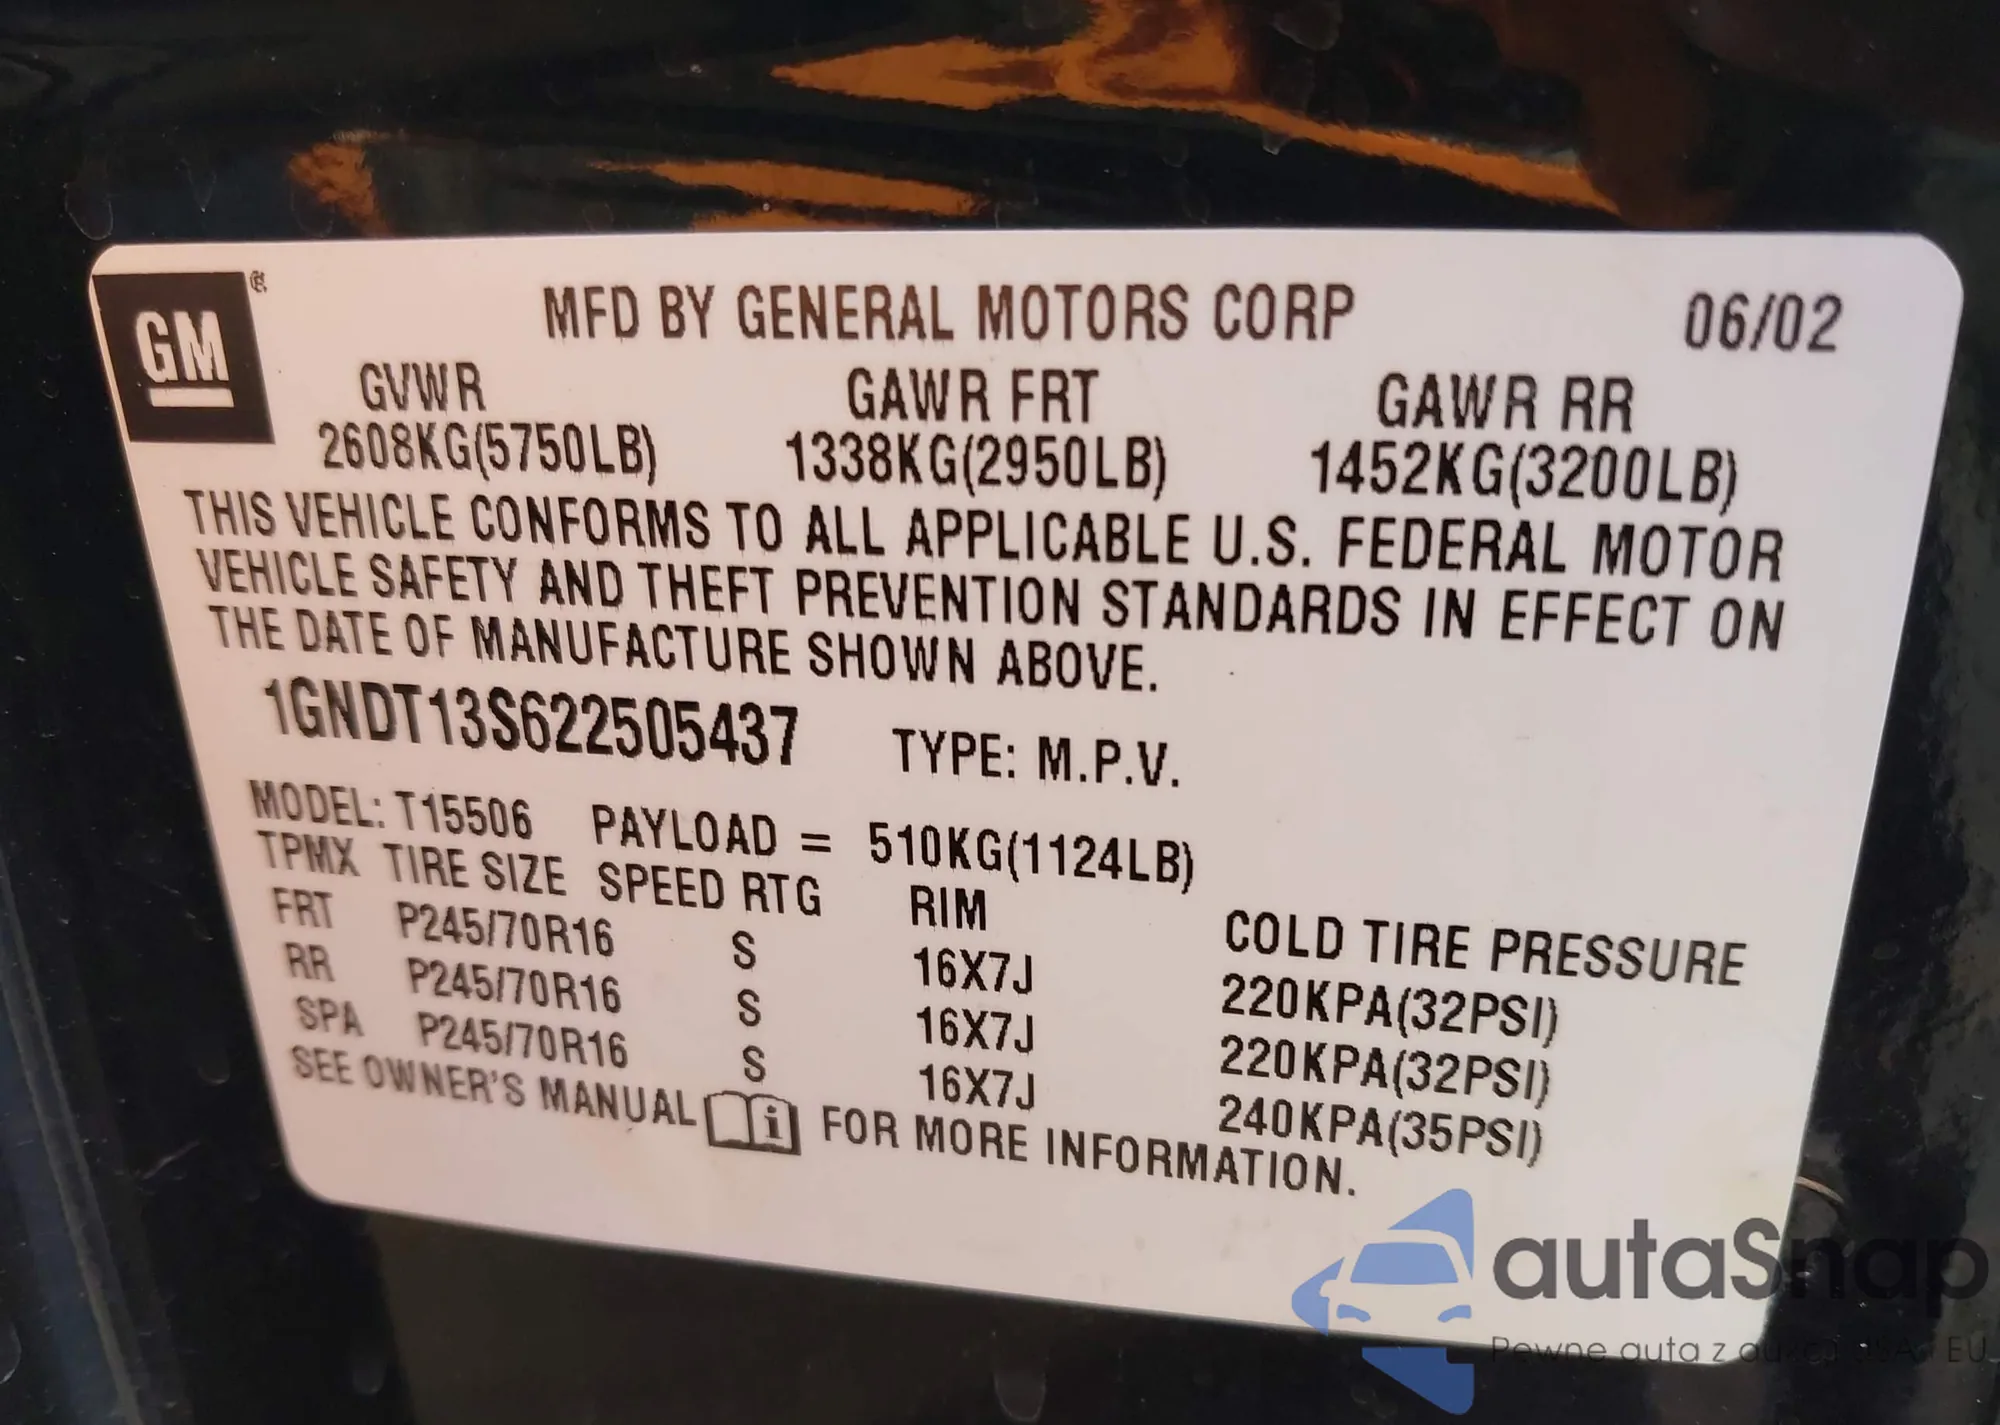 GM®
MFD BY GENERAL MOTORS CORP 06/02
GVWR GAWR FRT GAWR RR
2608KG(5750LB) 1338KG(2950LB) 1452KG(3200LB)
THIS VEHICLE CONFORMS TO ALL APPLICABLE U.S. FEDERAL MOTOR
VEHICLE SAFETY AND THEFT PREVENTION STANDARDS IN EFFECT ON
THE DATE OF MANUFACTURE SHOWN ABOVE.
1GNDT13S622505437 TYPE: M.P.V.
MODEL: T15506 PAYLOAD = 510KG(1124LB)
TPMX TIRE SIZE SPEED RTG RIM COLD TIRE PRESSURE
FRT P245/70R16 S 16X7J 220KPA(32PSI)
RR P245/70R16 S 16X7J 220KPA(32PSI)
SPA P245/70R16 S 16X7J 240KPA(35PSI)
SEE OWNER'S MANUAL i FOR MORE INFORMATION.
autaSnap
Pewne auta z EU